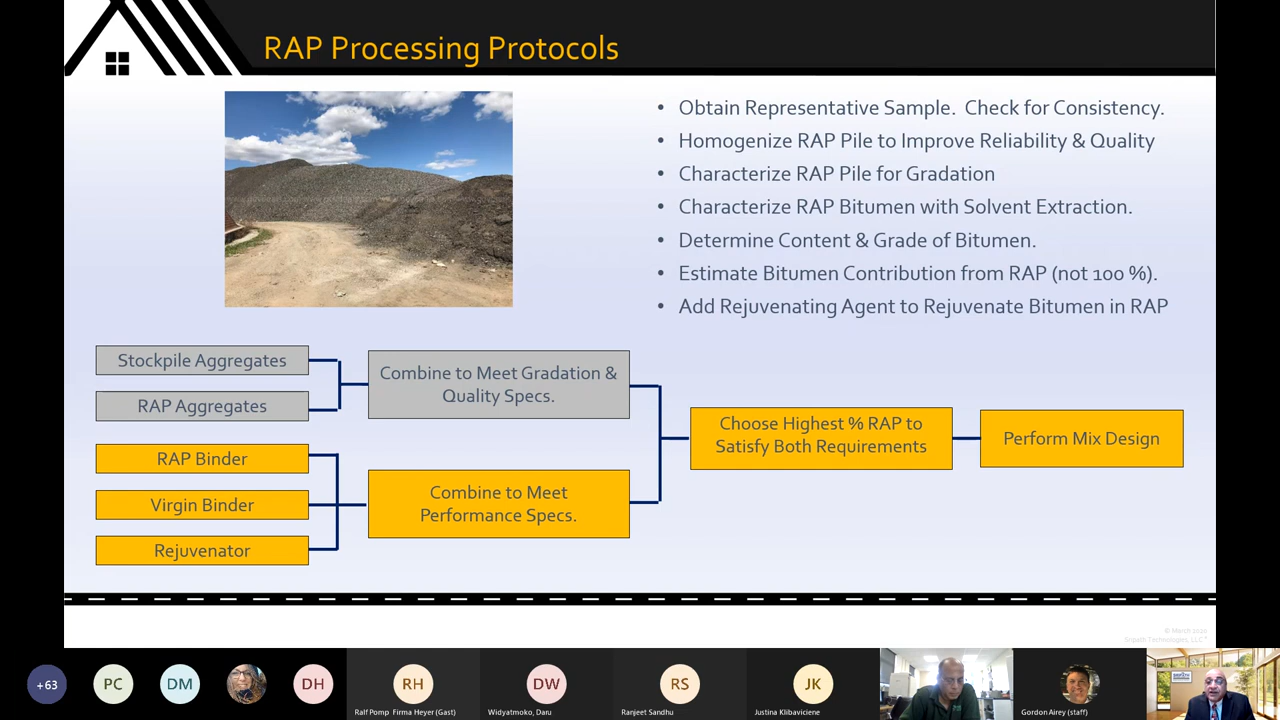 RAP Processing Protocols
• Obtain Representative Sample.  Check for Consistency.
• Homogenize RAP Pile to Improve Reliability & Quality
• Characterize RAP Pile for Gradation
• Characterize RAP Bitumen with Solvent Extraction.
• Determine Content & Grade of Bitumen.
• Estimate Bitumen Contribution from RAP (not 100 %).
• Add Rejuvenating Agent to Rejuvenate Bitumen in RAP
Stockpile Aggregates
RAP Aggregates
Combine to Meet Gradation &
Quality Specs.
RAP Binder
Virgin Binder
Rejuvenator
Combine to Meet
Performance Specs.
Choose Highest % RAP to
Satisfy Both Requirements
Perform Mix Design
© March 2020
Sripath Technologies, LLC
+63
PC
DM
DH
RH
Ralf Pomp Firma Heyer (Gast)
DW
Widyatmoko, Daru
RS
Ranjeet Sandhu
JK
Justina Klibaviciene
Gordon Airey (staff)